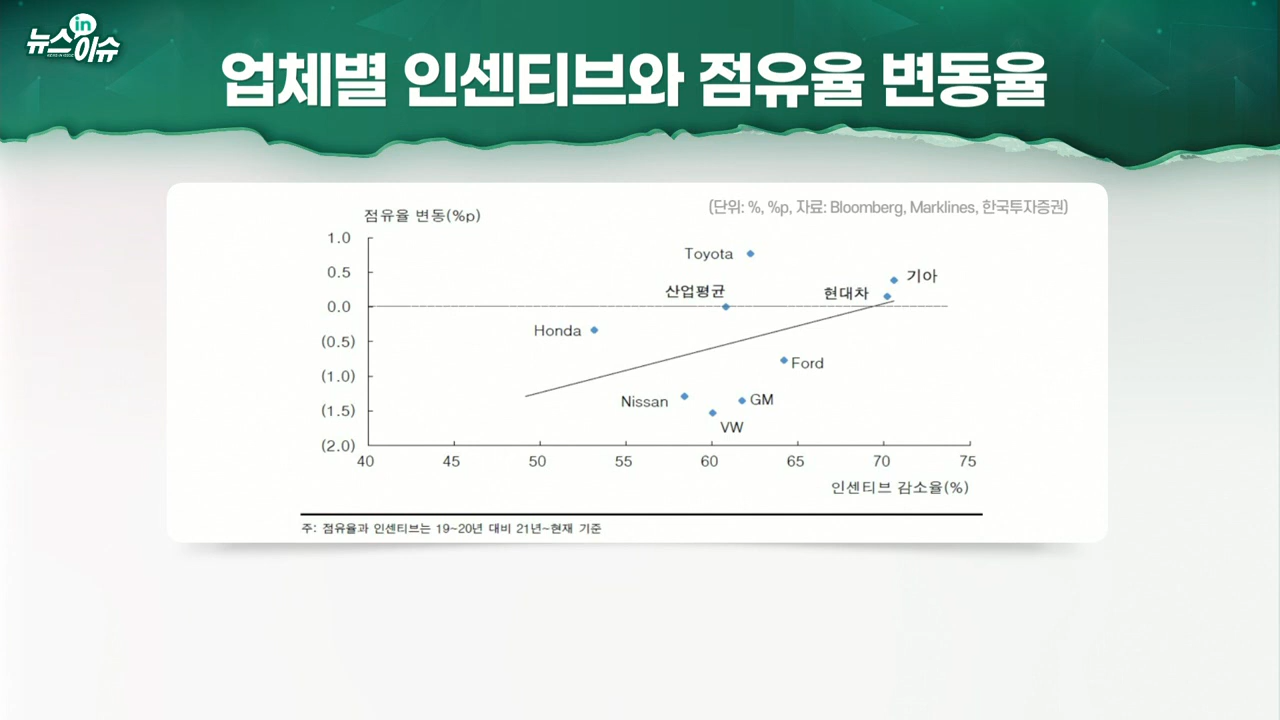 뉴스in이슈
업체별 인센티브와 점유율 변동율
(단위: %, %p, 자료: Bloomberg, Marklines, 한국투자증권)
점유율 변동(%p)
1.0
Toyota
0.5
기아
산업평균
현대차
0.0
Honda
(0.5)
Ford
(1.0)
Nissan
GM
(1.5)
VW
(2.0)
40 45 50 55 60 65 70 75
인센티브 감소율(%)
주: 점유율과 인센티브는 19~20년 대비 21년~현재 기준